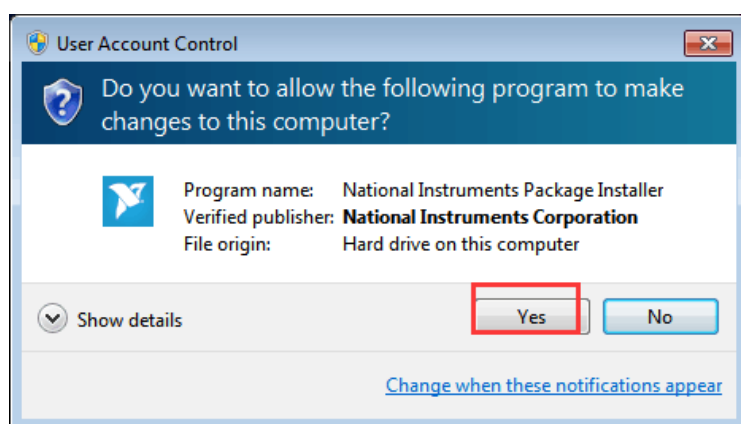 User Account Control
Do you want to allow the following program to make
changes to this computer?
Program name: National Instruments Package Installer
Verified publisher: National Instruments Corporation
File origin: Hard drive on this computer
Show details Yes No
Change when these notifications appear